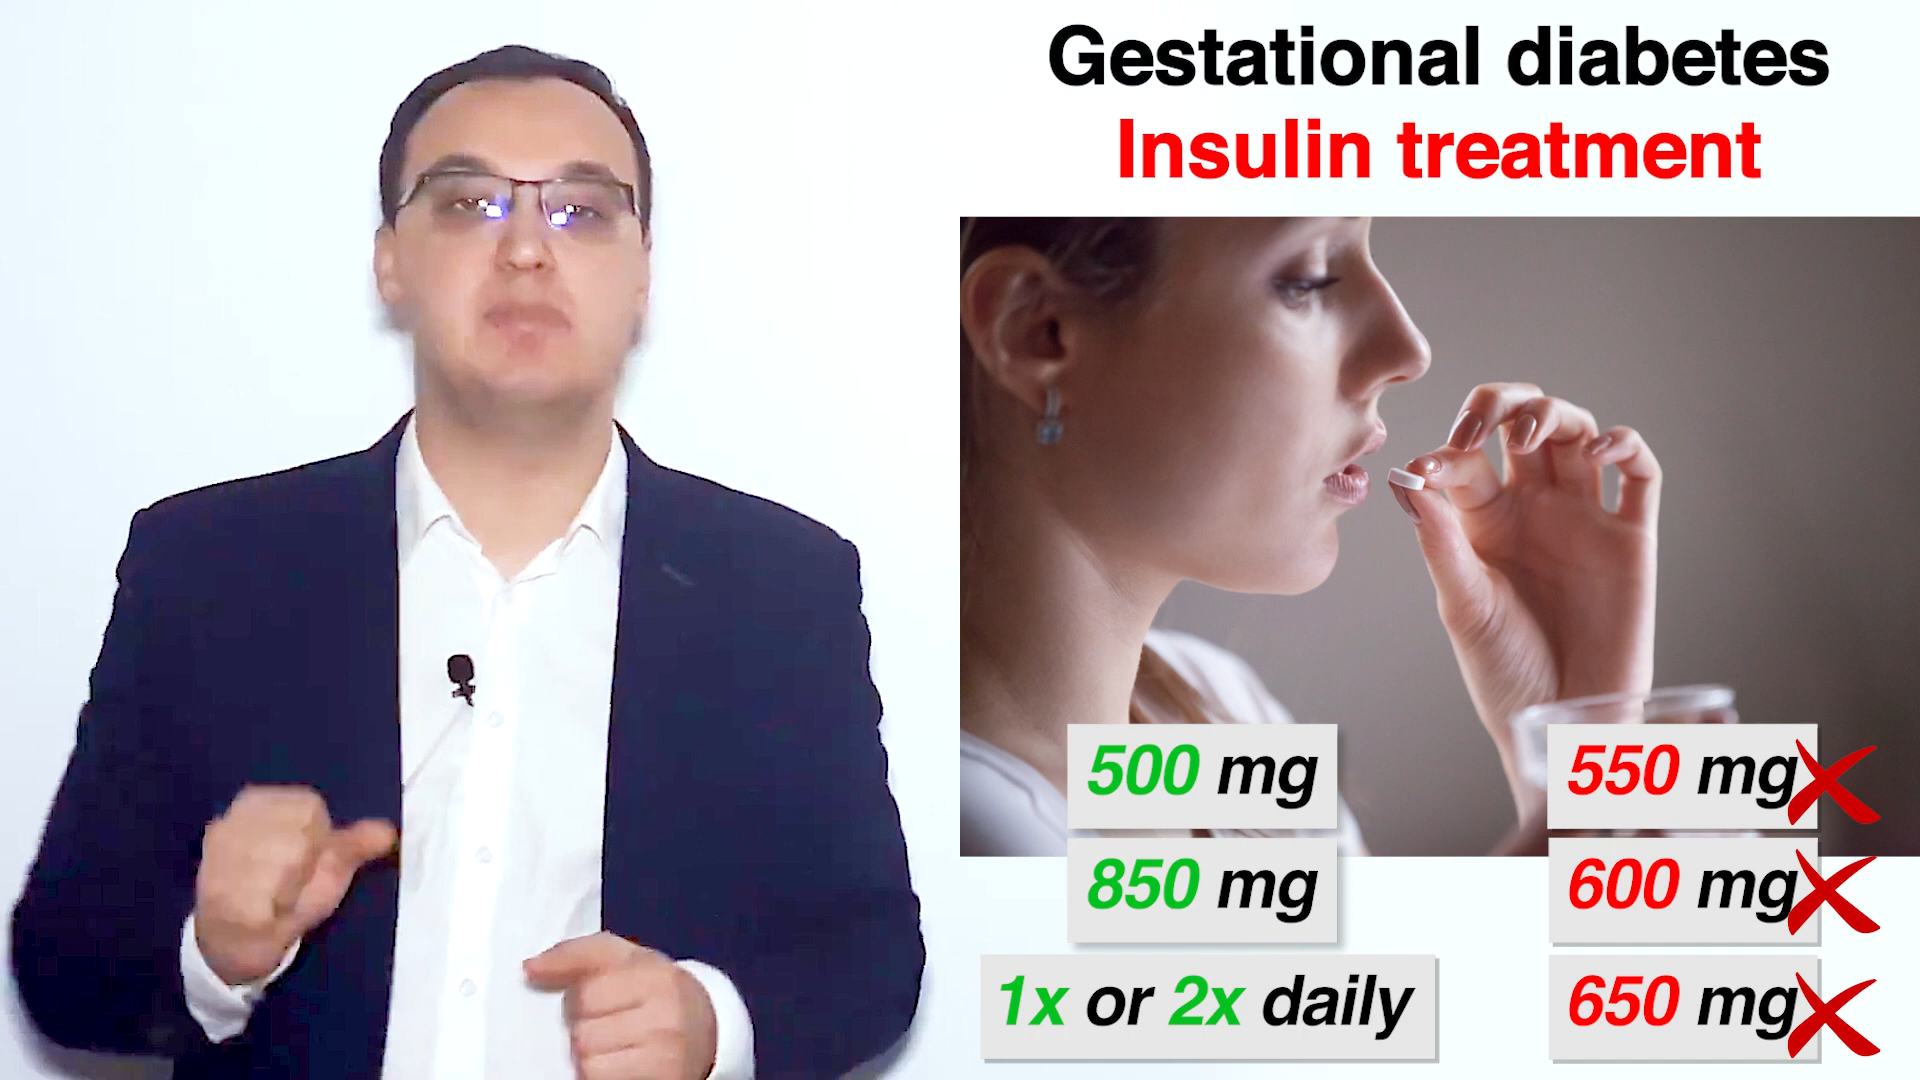 Gestational diabetes
Insulin treatment
500 mg
850 mg
1x or 2x daily
550 mg
600 mg
650 mg